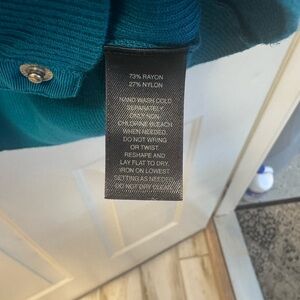 73% RAYON
27% NYLON
HAND WASH COLD
SEPARATELY
ONLY NON
CHLORINE BLEACH
WHEN NEEDED.
DO NOT WRING
OR TWIST.
RESHAPE AND
LAY FLAT TO DRY.
IRON ON LOWEST
SETTING AS NEEDED.
DO NOT DRY CLEAN.